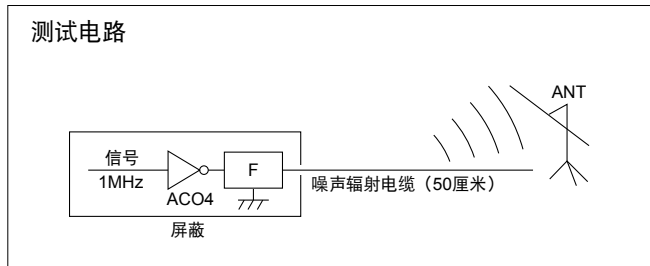 测试电路
ANT
信号
1MHz
F
ACO4
噪声辐射电缆（50厘米）
屏蔽